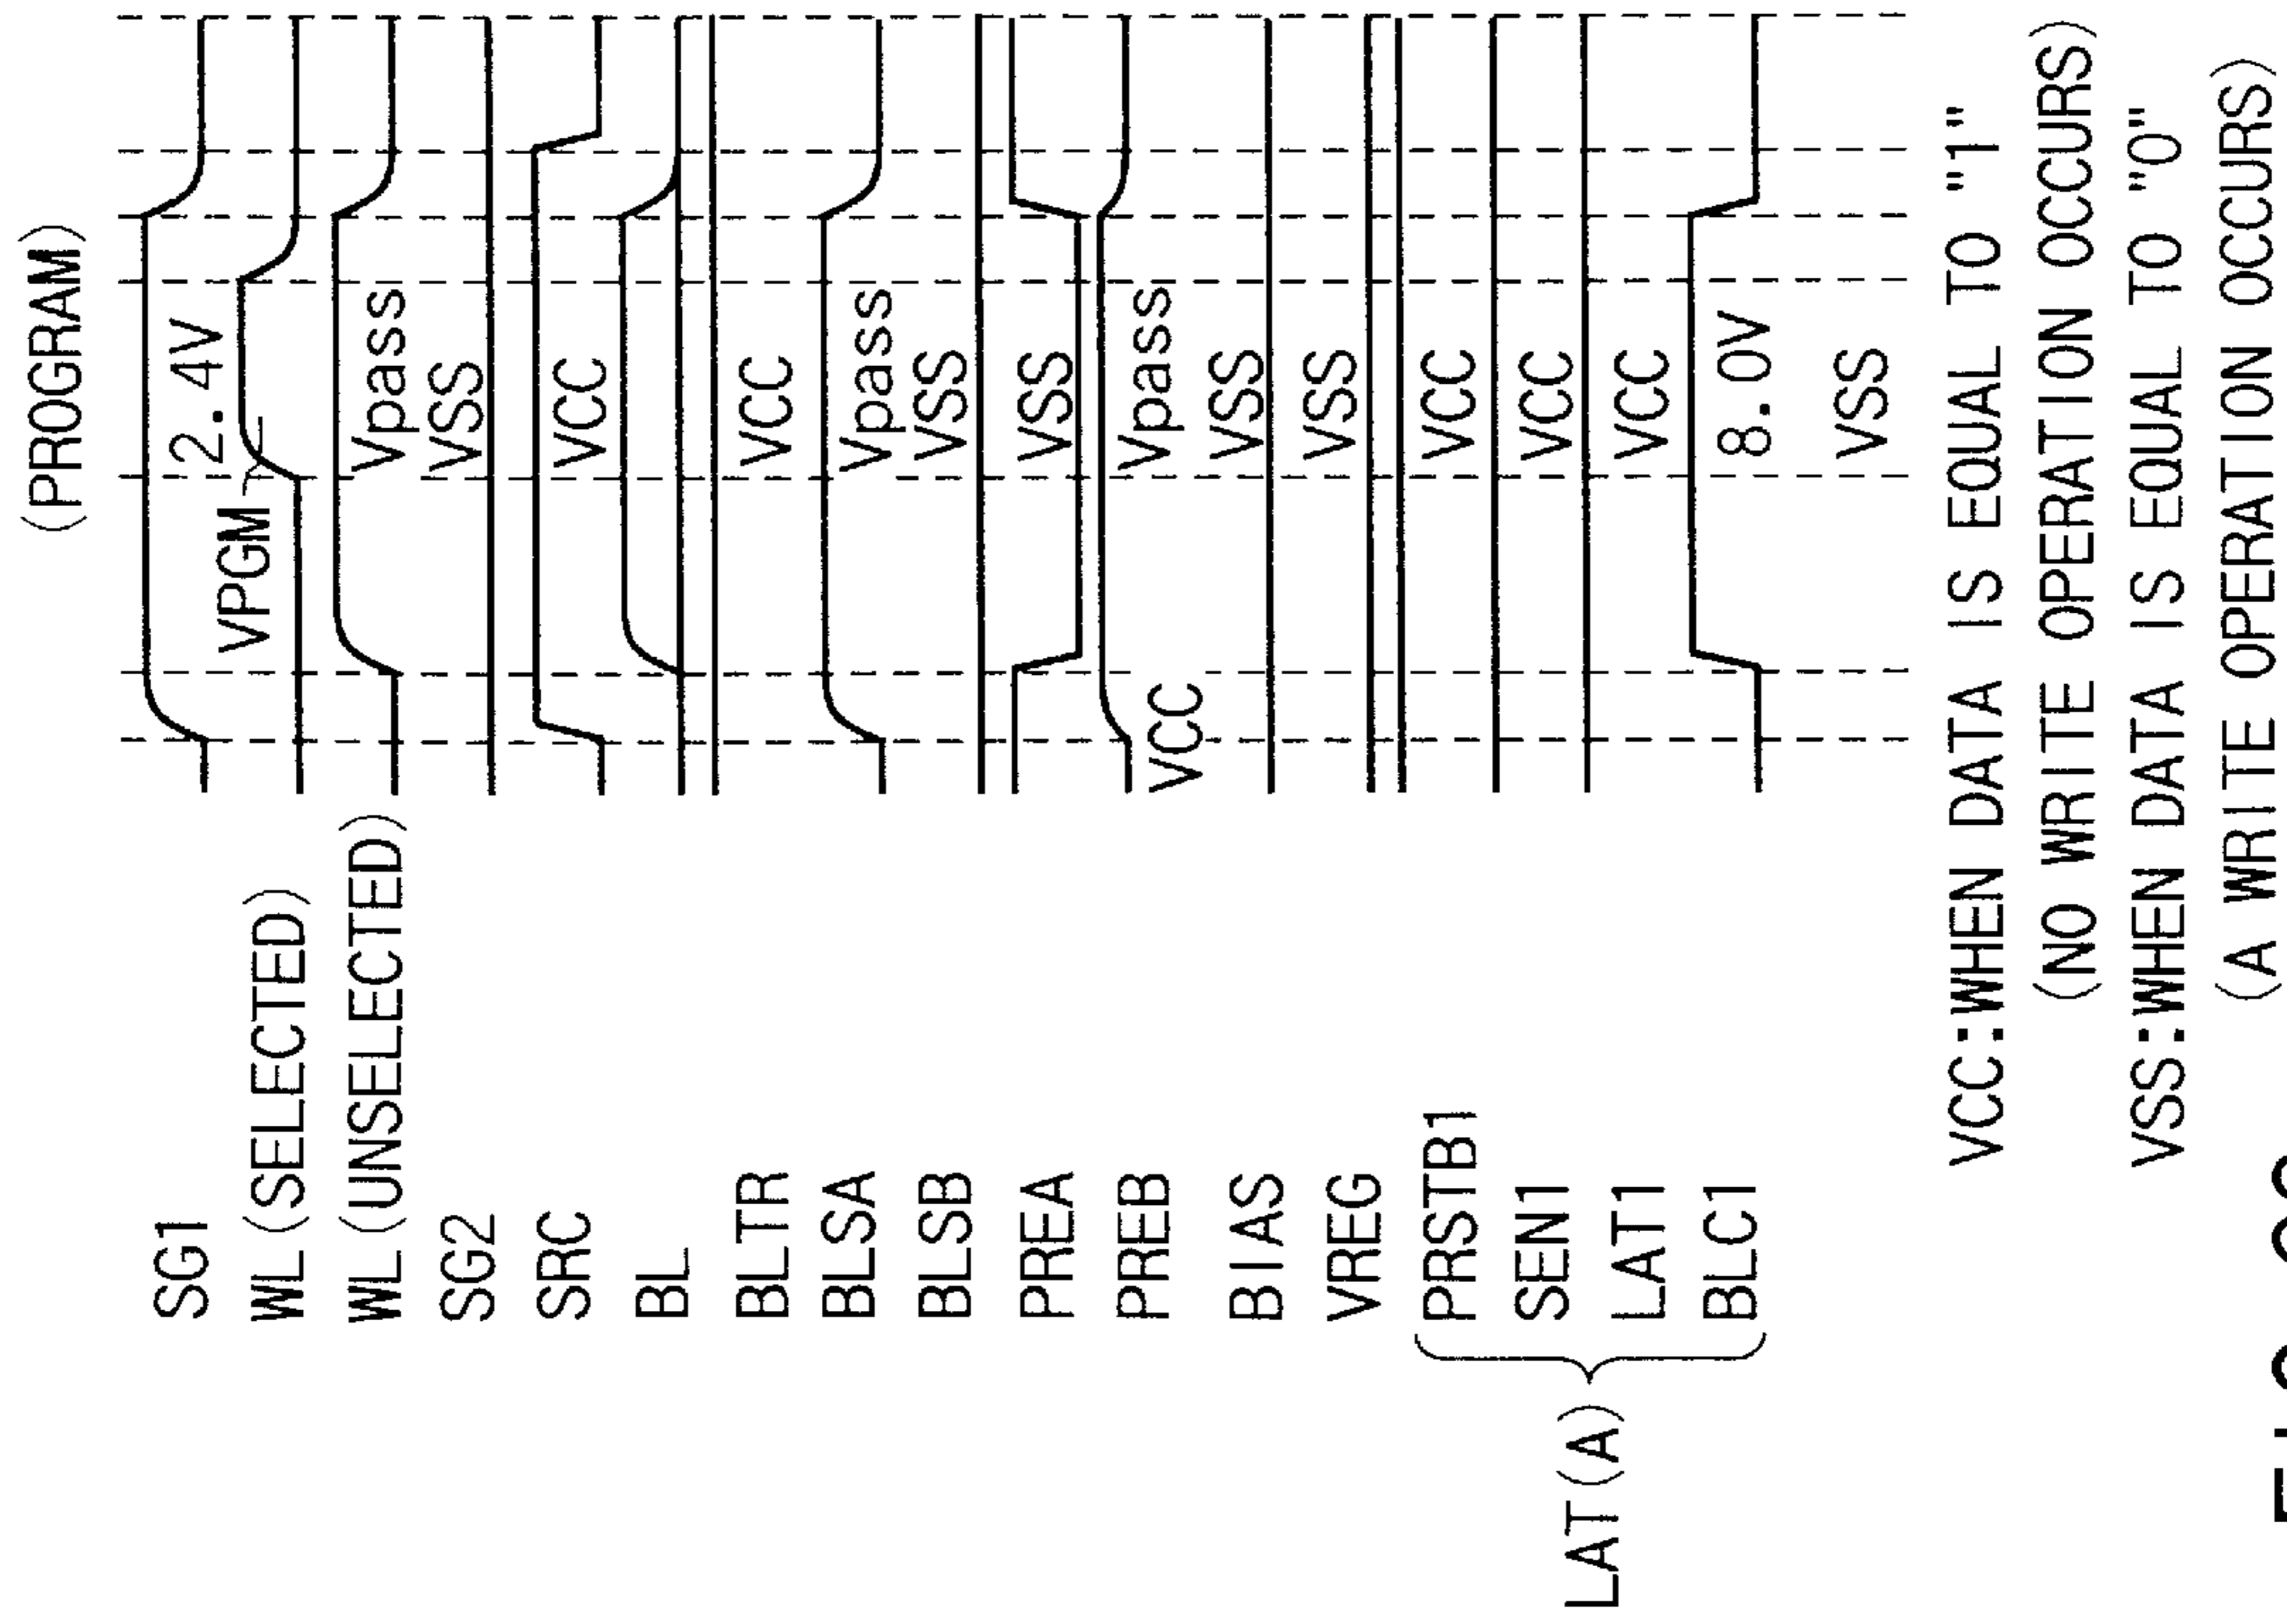 (PROGRAM)
SG1
2.4V
VPGM
WL(SELECTED)
WL(UNSELECTED)
Vpass
SG2
VSS
SRC
VCC
BL
BLTR
VCC
BLSA
Vpass
BLSB
VSS
PREA
VSS
PREB
Vpass
VCC
BIAS
VSS
VREG
VSS
LAT(A)
PRSTB1
VCC
SEN1
VCC
LAT1
VCC
BLC1
8.0V
VSS
VCC:WHEN DATA IS EQUAL TO "1"
(NO WRITE OPERATION OCCURS)
VSS:WHEN DATA IS EQUAL TO "0"
(A WRITE OPERATION OCCURS)